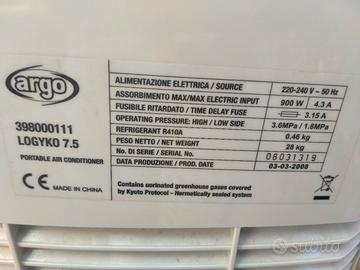 argo
398000111
LOGYKO 7.5
PORTABLE AIR CONDITIONER
CE MADE IN CHINA
ALIMENTAZIONE ELETTRICA / SOURCE 220-240 V ~ 50 Hz
ASSORBIMENTO MAX/MAX ELECTRIC INPUT 900 W 4.3 A
FUSIBILE RITARDATO / TIME DELAY FUSE 3.15 A
OPERATING PRESSURE: HIGH / LOW SIDE 3.6MPa / 1.8MPa
REFRIGERANT R410A 0.46 kg
PESO NETTO / NET WEIGHT 28 kg
No. DI SERIE / SERIAL No. 08031319
DATA PRODUZIONE / PROD. DATE 03-03-2008
Contains uorinated greenhouse gases covered
by Kyoto Protocol - Hermetically sealed system
subito